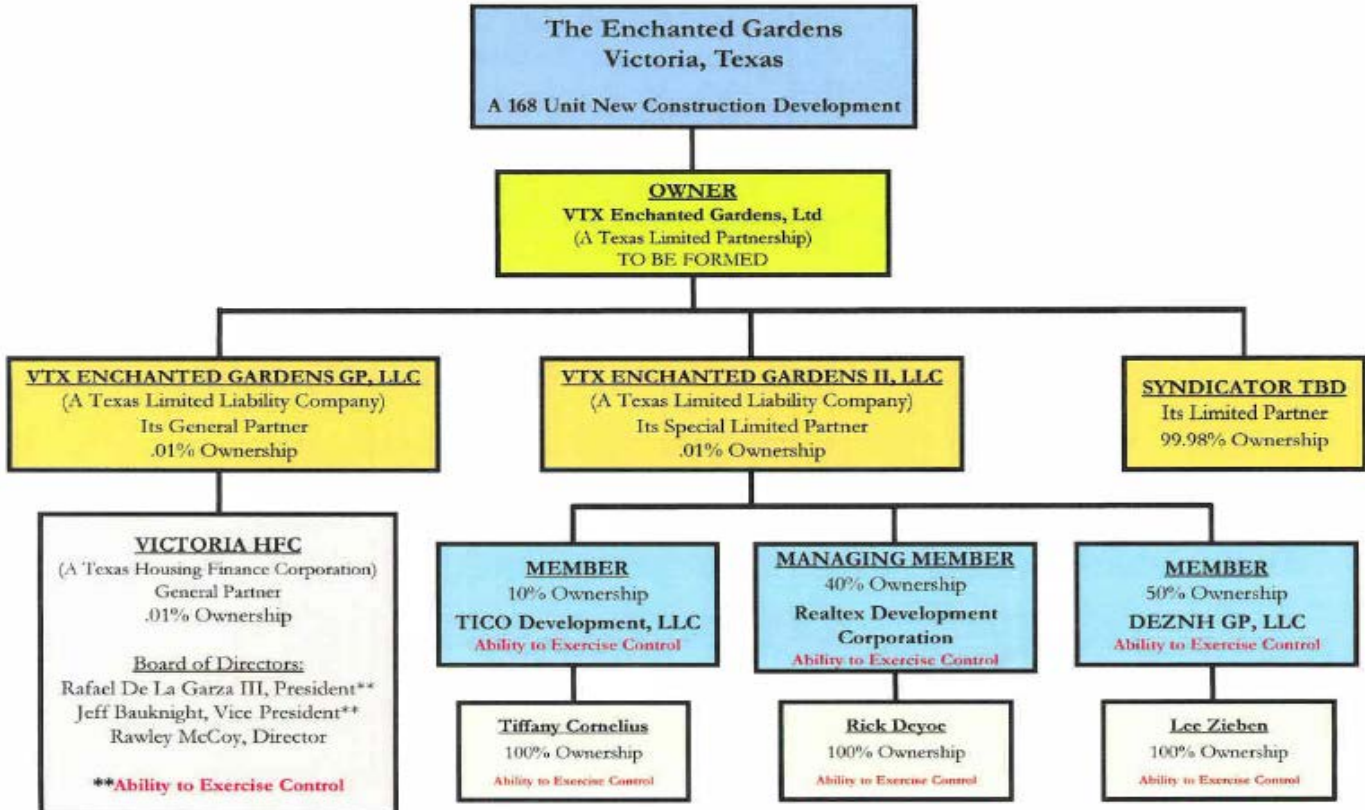 The Enchanted Gardens
Victoria, Texas
A 168 Unit New Construction Development
OWNER
VTX Enchanted Gardens, Ltd
(A Texas Limited Partnership)
TO BE FORMED
VTX ENCHANTED GARDENS GP, LLC
(A Texas Limited Liability Company)
Its General Partner
.01% Ownership
VTX ENCHANTED GARDENS II, LLC
(A Texas Limited Liability Company)
Its Special Limited Partner
.01% Ownership
SYNDICATOR TBD
Its Limited Partner
99.98% Ownership
VICTORIA HFC
(A Texas Housing Finance Corporation)
General Partner
.01% Ownership
Board of Directors:
Rafael De La Garza III, President**
Jeff Bauknight, Vice President**
Rawley McCoy, Director
**Ability to Exercise Control
MEMBER
10% Ownership
TICO Development, LLC
Ability to Exercise Control
MANAGING MEMBER
40% Ownership
Realtex Development
Corporation
Ability to Exercise Control
MEMBER
50% Ownership
DEZNH GP, LLC
Ability to Exercise Control
Tiffany Cornelius
100% Ownership
Ability to Exercise Control
Rick Deyoe
100% Ownership
Ability to Exercise Control
Lee Zieben
100% Ownership
Ability to Exercise Control